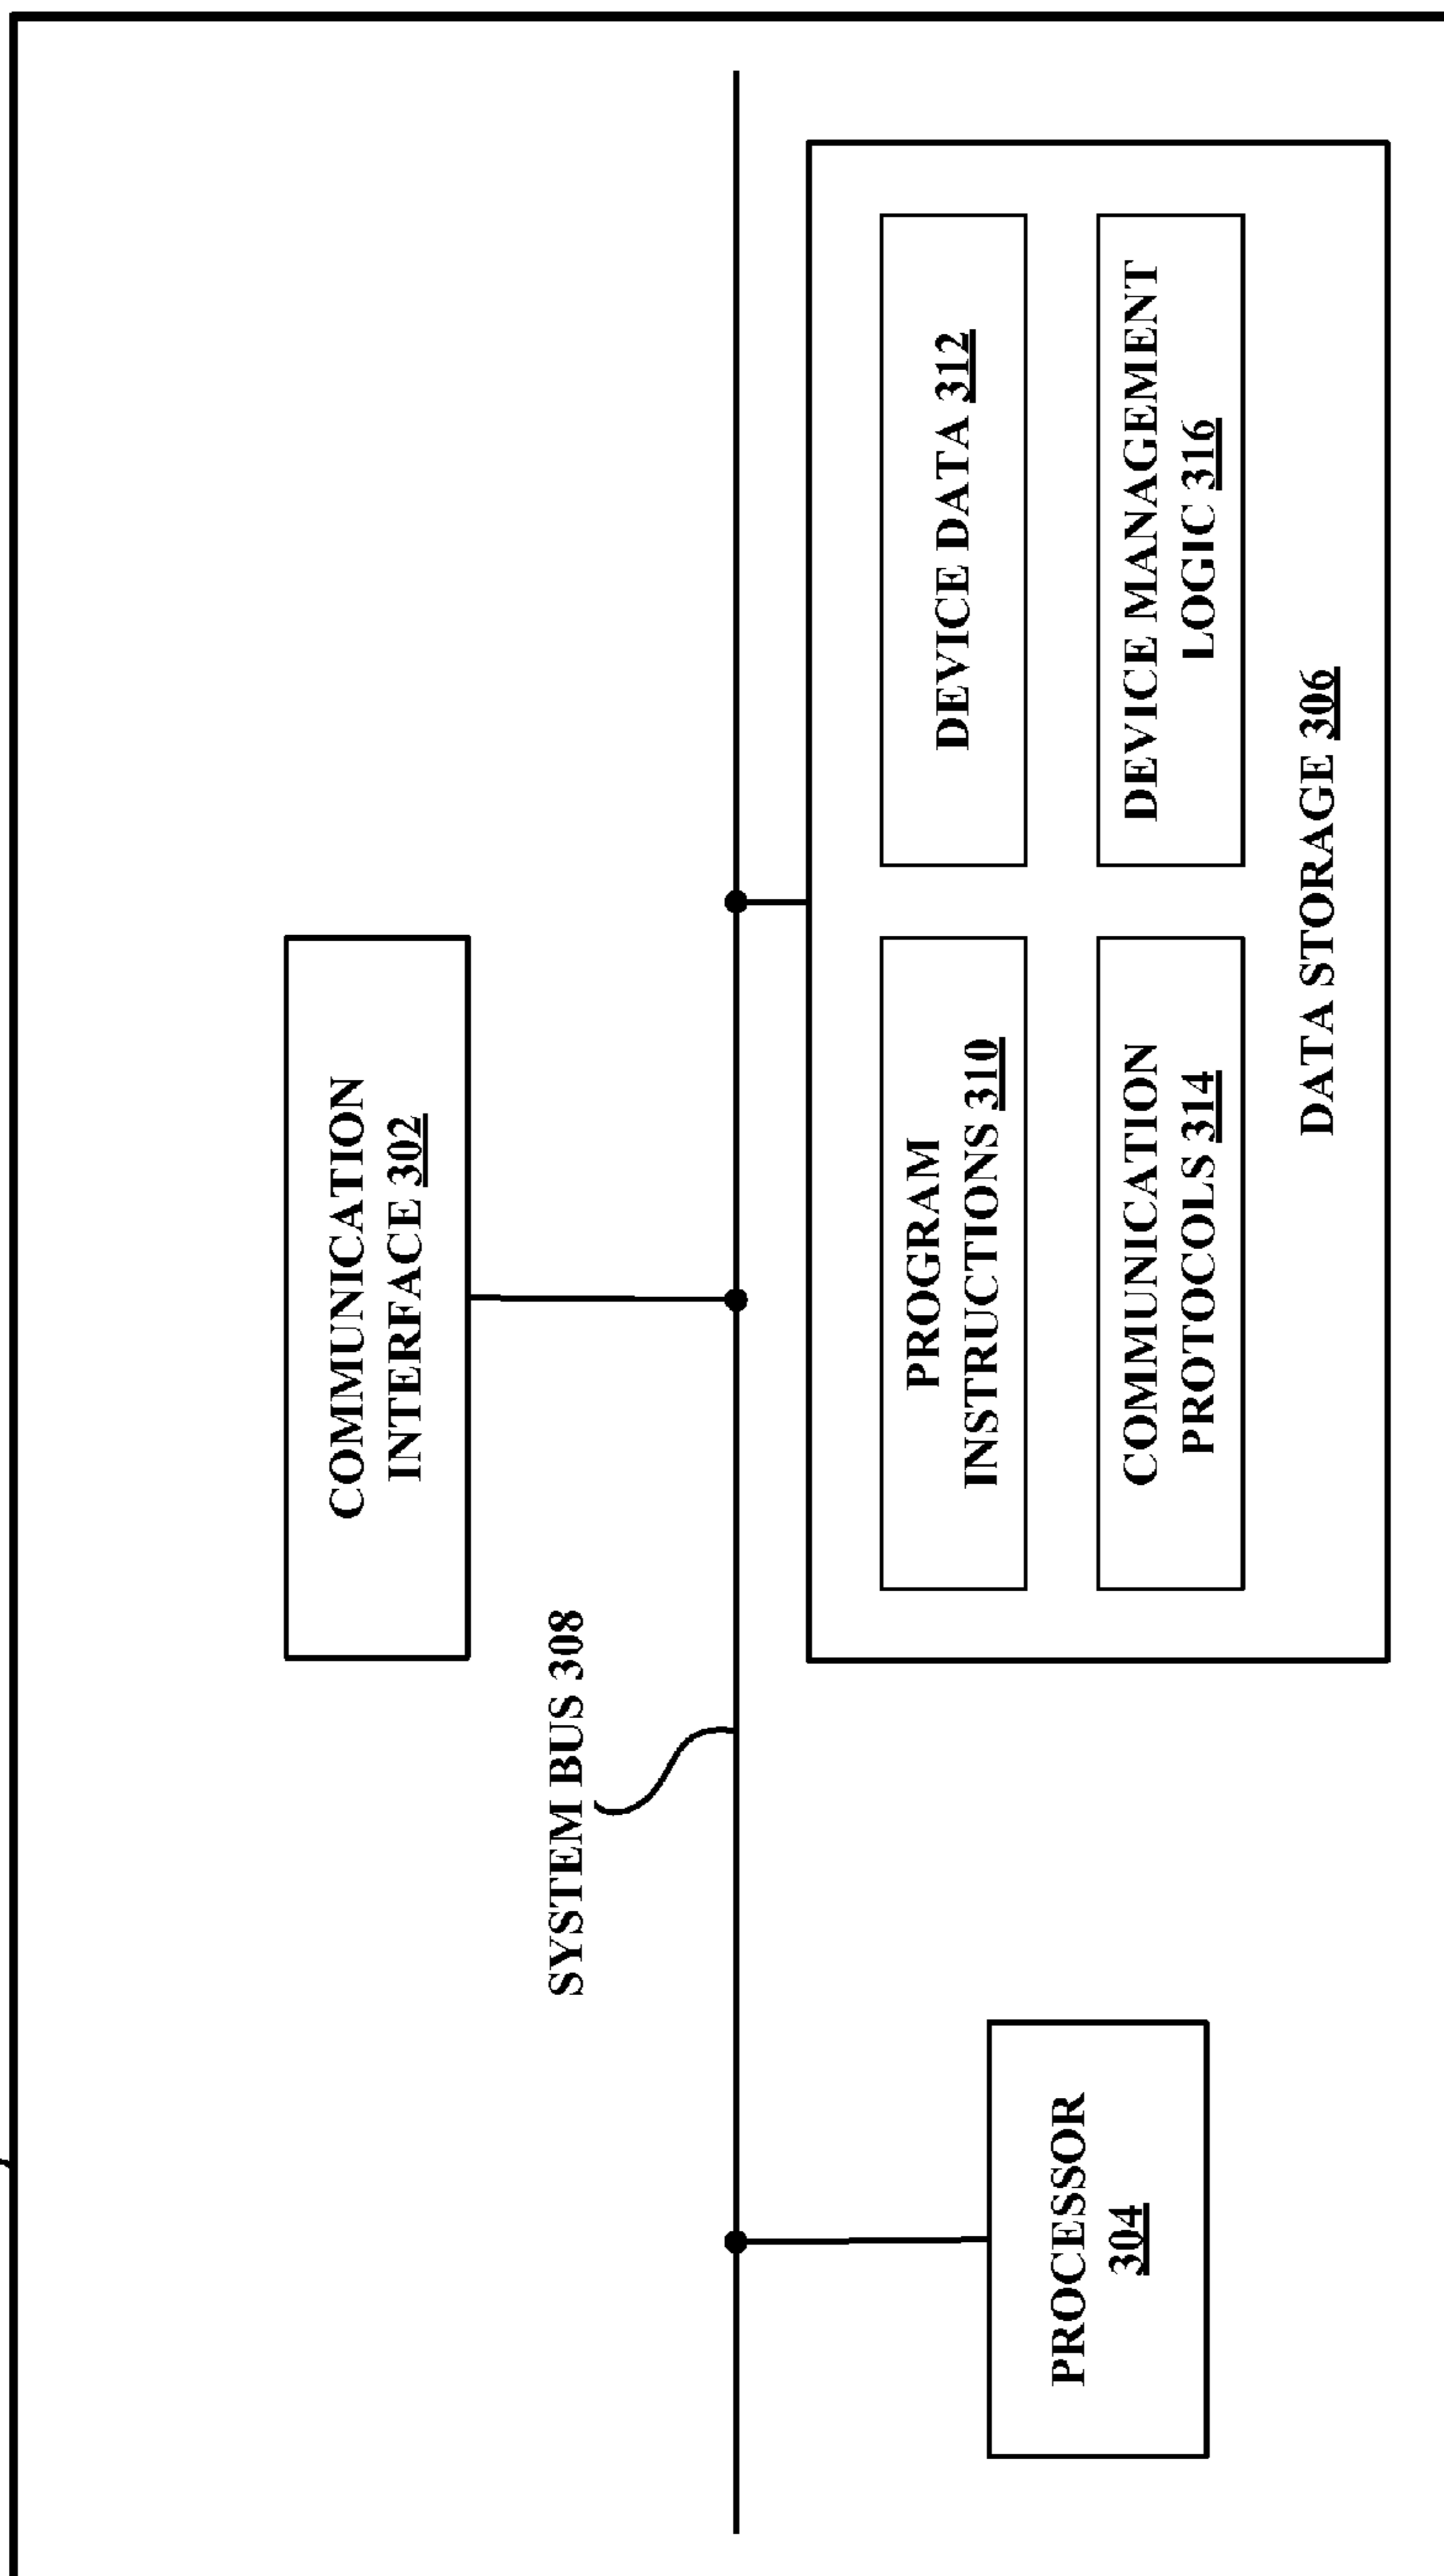 COMMUNICATION
INTERFACE 302
SYSTEM BUS 308
PROCESSOR
304
PROGRAM
INSTRUCTIONS 310
DEVICE DATA 312
COMMUNICATION
PROTOCOLS 314
DEVICE MANAGEMENT
LOGIC 316
DATA STORAGE 306